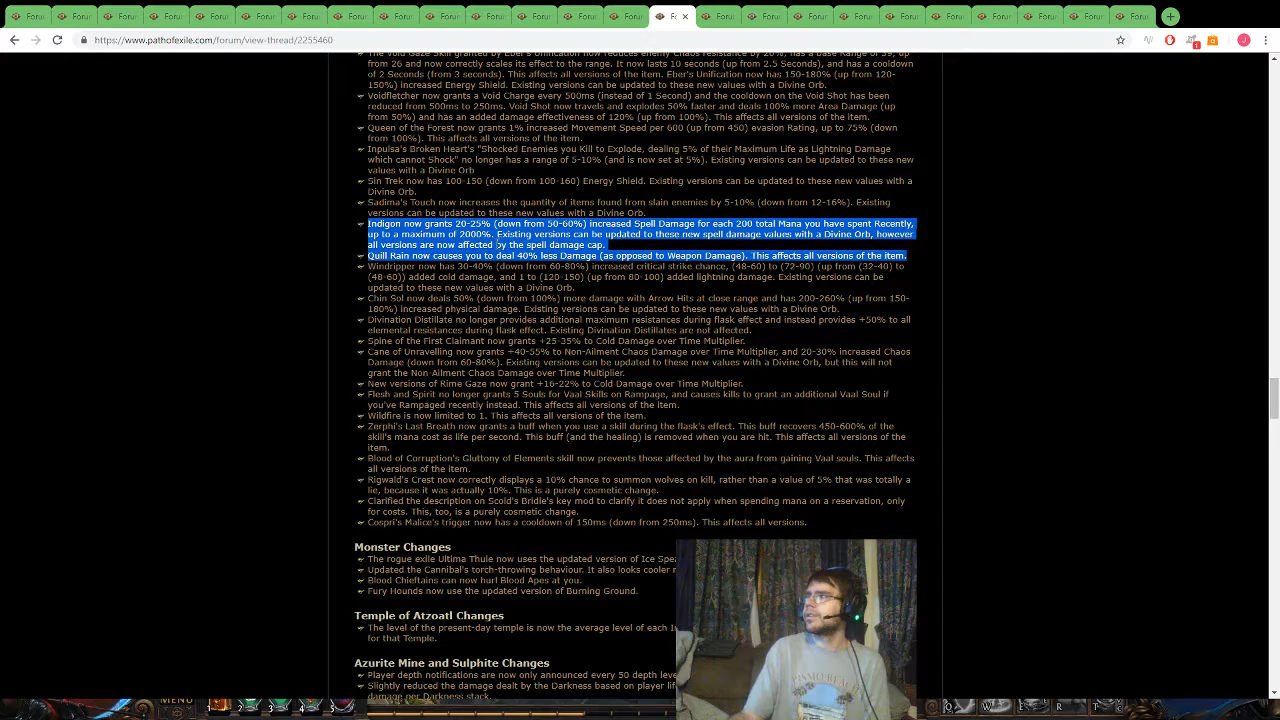 https://www.pathofexile.com/forum/view-thread/2255460
The Void Gaze Skill granted by Eber's Unification now reduces enemy Chaos resistance by 20%, has a Base Range of 39, up
from 26 and now correctly scales its effect to the range. It now lasts 10 seconds (up from 2.5 Seconds), and has a cooldown
of 2 Seconds (from 3 seconds). This affects all versions of the item. Eber's Unification now has 150-180% (up from 120-
150%) increased Energy Shield. Existing versions can be updated to these new values with a Divine Orb.
Voidfletcher now grants a Void Charge every 500ms (instead of 1 Second) and the cooldown on the Void Shot has been
reduced from 500ms to 250ms. Void Shot now travels and explodes 50% faster and deals 100% more Area Damage (up
from 50%) and has an added damage effectiveness of 120% (up from 100%). This affects all versions of the item.
Queen of the Forest now grants 1% increased Movement Speed per 600 (up from 450) evasion Rating, up to 75% (down
from 100%). This affects all versions of the item.
Inpulsa's Broken Heart's "Shocked Enemies you Kill to Explode, dealing 5% of their Maximum Life as Lightning Damage
which cannot Shock" no longer has a range of 5-10% (and is now set at 5%). Existing versions can be updated to these new
values with a Divine Orb
Sin Trek now has 100-150 (down from 100-160) Energy Shield. Existing versions can be updated to these new values with a
Divine Orb.
Sadima's Touch now increases the quantity of items found from slain enemies by 5-10% (down from 12-16%). Existing
versions can be updated to these new values with a Divine Orb.
Indigon now grants 20-25% (down from 50-60%) increased Spell Damage for each 200 total Mana you have spent Recently,
up to a maximum of 2000%. Existing versions can be updated to these new spell damage values with a Divine Orb, however
all versions are now affected by the spell damage cap.
Quill Rain now causes you to deal 40% less Damage (as opposed to Weapon Damage). This affects all versions of the item.
Windripper now has 30-40% (down from 60-80%) increased critical strike chance, (48-60) to (72-90) (up from (32-40) to
(48-60)) added cold damage, and 1 to (120-150) (up from 80-100) added lightning damage. Existing versions can be
updated to these new values with a Divine Orb.
Chin Sol now deals 50% (down from 100%) more damage with Arrow Hits at close range and has 200-260% (up from 150-
180%) increased physical damage. Existing versions can be updated to these new values with a Divine Orb.
Divination Distillate no longer provides additional maximum resistances during flask effect and instead provides +50% to all
elemental resistances during flask effect. Existing Divination Distillates are not affected.
Spine of the First Claimant now grants +25-35% to Cold Damage over Time Multiplier.
Cane of Unravelling now grants +40-55% to Non-Ailment Chaos Damage over Time Multiplier, and 20-30% increased Chaos
Damage (down from 60-80%). Existing versions can be updated to these new values with a Divine Orb, but this will not
grant the Non-Ailment Chaos Damage over Time Multiplier.
New versions of Rime Gaze now grant +16-22% to Cold Damage over Time Multiplier.
Flesh and Spirit no longer grants 5 Souls for Vaal Skills on Rampage, and causes kills to grant an additional Vaal Soul if
you've Rampaged recently instead. This affects all versions of the item.
Wildfire is now limited to 1. This affects all versions of the item.
Zerphi's Last Breath now grants a buff when you use a skill during the flask's effect. This buff recovers 450-600% of the
skill's mana cost as life per second. This buff (and the healing) is removed when you are hit. This affects all versions of the
item.
Blood of Corruption's Gluttony of Elements skill now prevents those affected by the aura from gaining Vaal souls. This affects
all versions of the item.
Rigwald's Crest now correctly displays a 10% chance to summon wolves on kill, rather than a value of 5% that was totally a
lie, because it was actually 10%. This is a purely cosmetic change.
Clarified the description on Scold's Bridle's key mod to clarify it does not apply when spending mana on a reservation, only
for costs. This, too, is a purely cosmetic change.
Cospri's Malice's trigger now has a cooldown of 150ms (down from 250ms). This affects all versions.
Monster Changes
The rogue exile Ultima Thule now uses the updated version of Ice Spea
Updated the Cannibal's torch-throwing behaviour. It also looks cooler
Blood Chieftains can now hurl Blood Apes at you.
Fury Hounds now use the updated version of Burning Ground.
Temple of Atzoatl Changes
The level of the present-day temple is now the average level of each
for that Temple.
Azurite Mine and Sulphite Changes
Player depth notifications are now only announced every 50 depth leve
Slightly reduced the damage dealt by the Darkness based on player
damage per Darkness stack.
MENU 1 2 3 4 5 Q W E R T